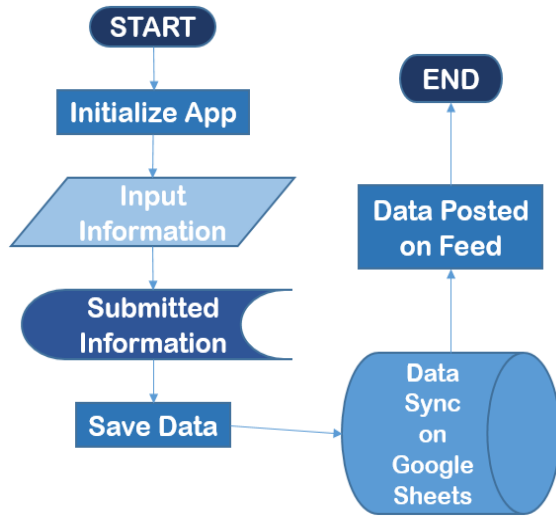 START
Initialize App
Input
Information
Submitted
Information
Save Data
Data
Sync
on
Google
Sheets
Data Posted
on Feed
END